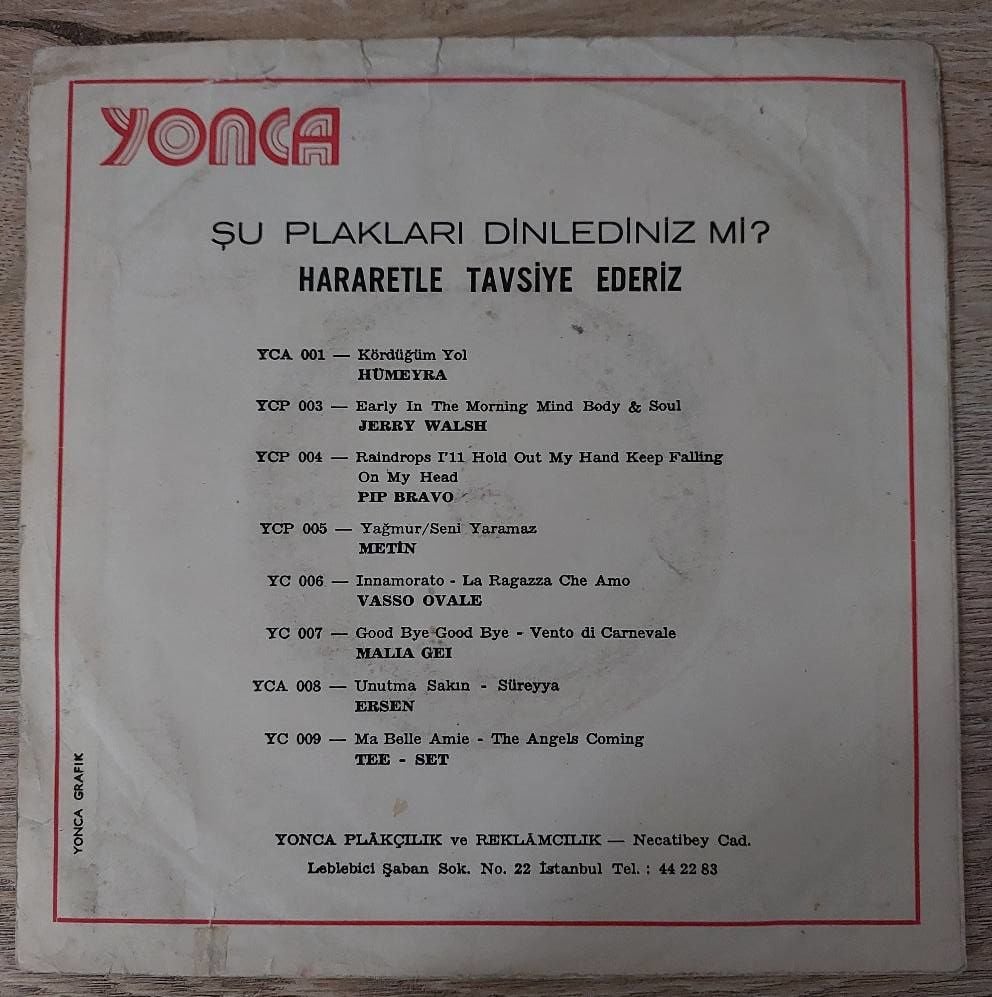 YONCA
ŞU PLAKLARI DİNLEDİNİZ Mİ?
HARARETLE TAVSİYE EDERİZ
YCA 001 — Kördüğüm Yol
HÜMEYRA
YCP 003 — Early In The Morning Mind Body & Soul
JERRY WALSH
YCP 004 — Raindrops I'11 Hold Out My Hand Keep Falling
On My Head
PIP BRAVO
YCP 005 — Yağmur/Seni Yaramaz
METİN
YC 006 — Innamorato - La Ragazza Che Amo
VASSO OVALE
YC 007 — Good Bye Good Bye - Vento di Carnevale
MALIA GEI
YCA 008 — Unutma Sakın - Süreyya
ERSEN
YC 009 — Ma Belle Amie - The Angels Coming
TEE - SET
YONCA PLÂKÇILIK ve REKLÂMCILIK — Necatibey Cad.
Leblebici Şaban Sok. No. 22 İstanbul Tel. : 44 22 83
YONCA GRAFIK